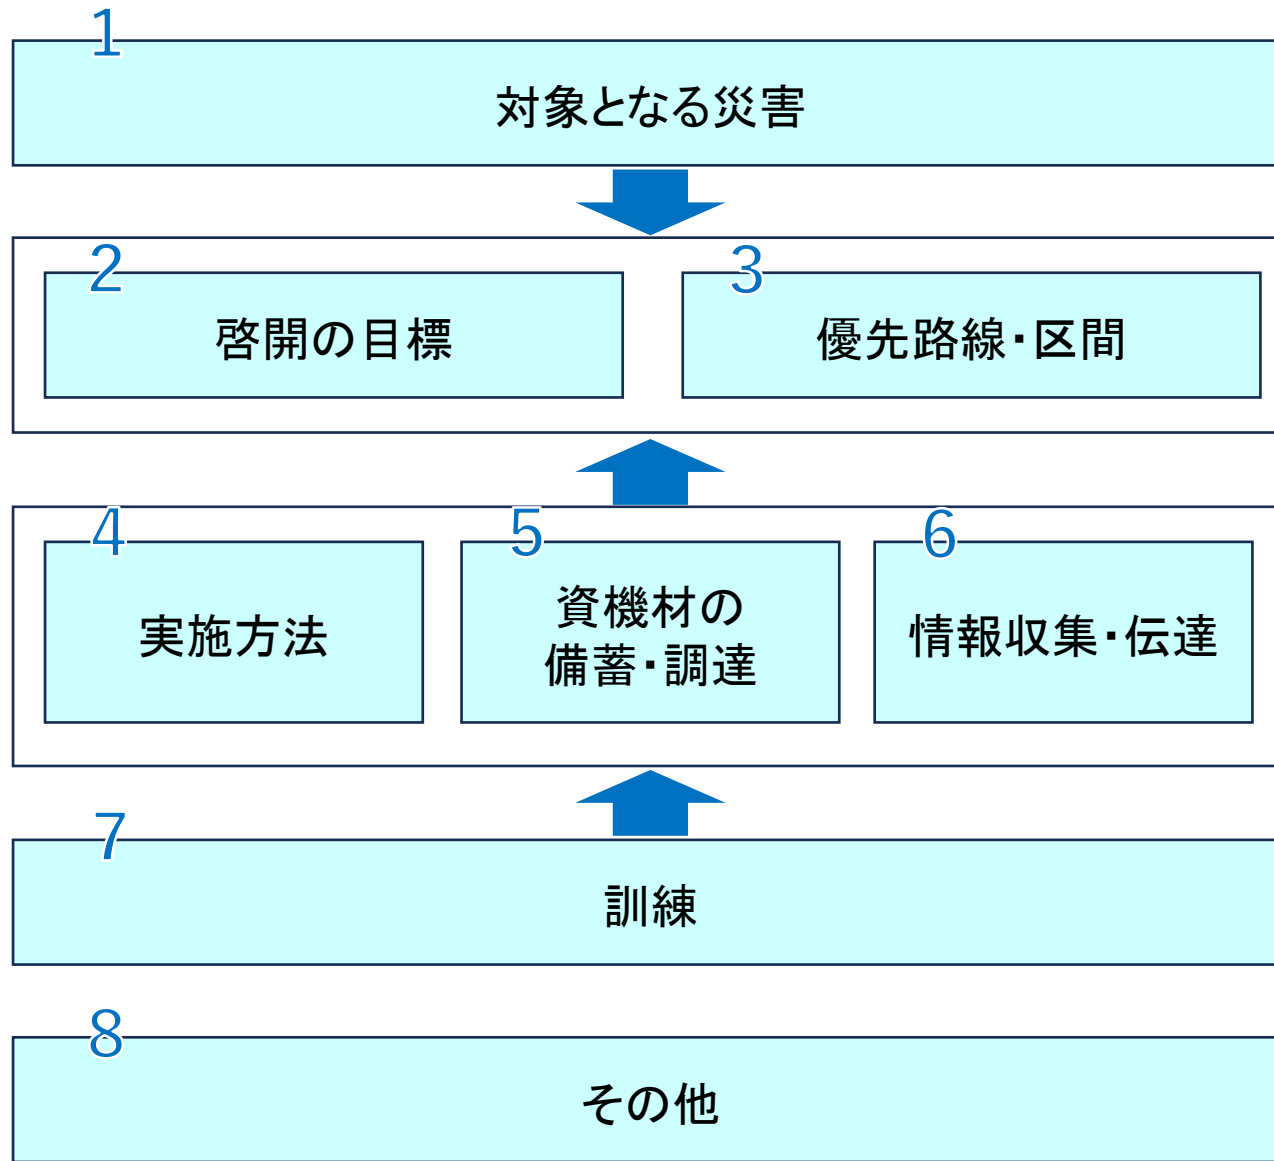 1
対象となる災害
2
啓開の目標
3
優先路線・区間
4
実施方法
5
資機材の
備蓄・調達
6
情報収集・伝達
7
訓練
8
その他